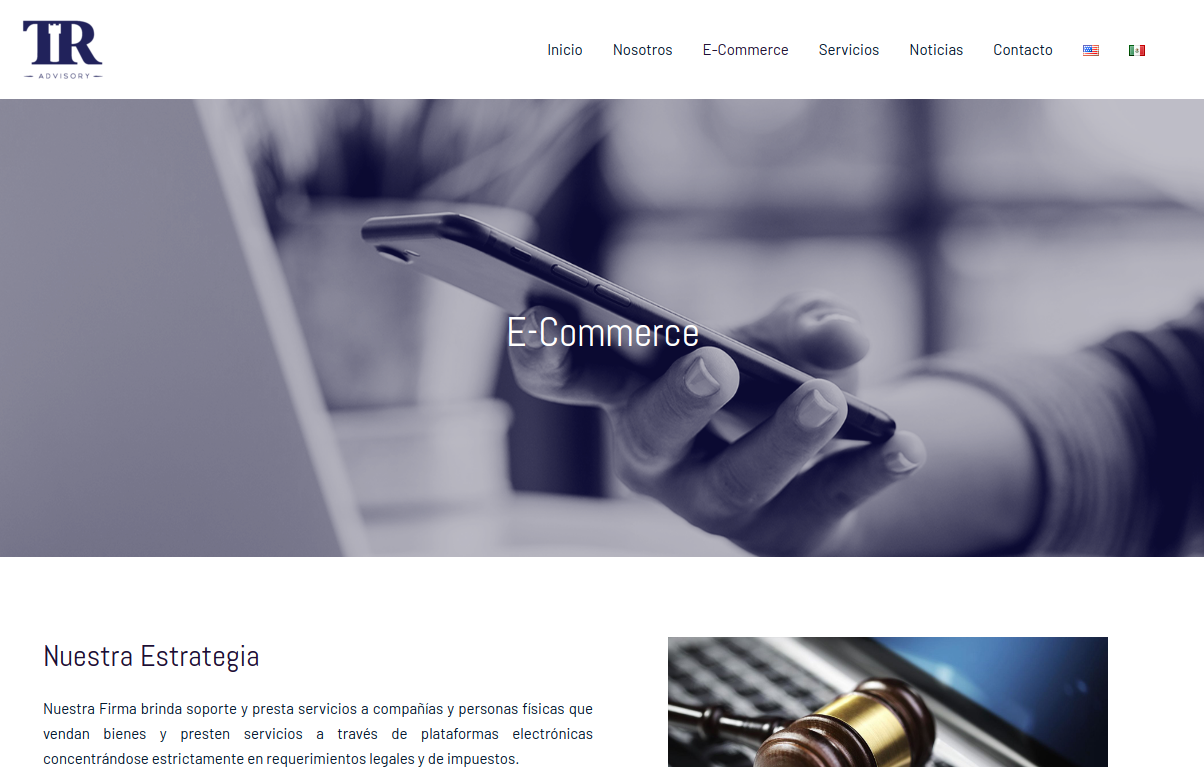 TR
ADVISORY
Inicio Nosotros E-Commerce Servicios Noticias Contacto
E-Commerce
Nuestra Estrategia
Nuestra Firma brinda soporte y presta servicios a compañías y personas físicas que
vendan bienes y presten servicios a través de plataformas electrónicas
concentrándose estrictamente en requerimientos legales y de impuestos.